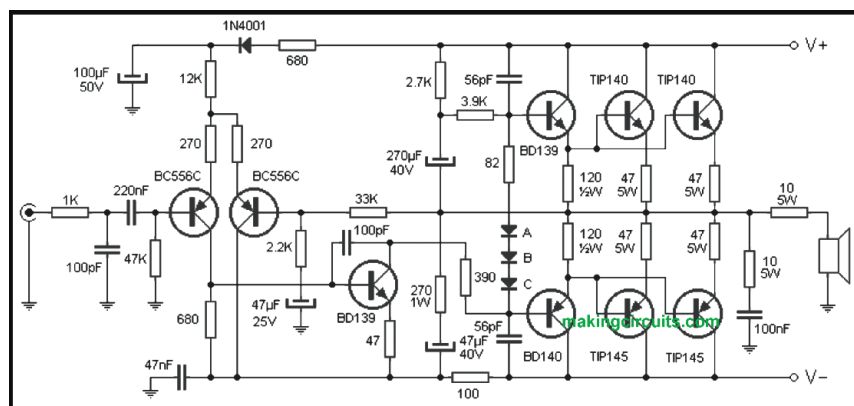 1N4001
V+
680
100µF
50V
12K
2.7K
56pF
TIP140
TIP140
3.9K
270
270
BD139
BC556C
BC556C
270µF
40V
82
220nF
120
½W
47
5W
47
5W
10
5W
1K
33K
100pF
A
B
C
120
½W
47
5W
47
5W
10
5W
100pF
47K
2.2K
390
270
1W
47µF
25V
BD139
680
56pF
makingcircuits.com
47
47µF
40V
BD140
TIP145
TIP145
100nF
47nF
100
V−